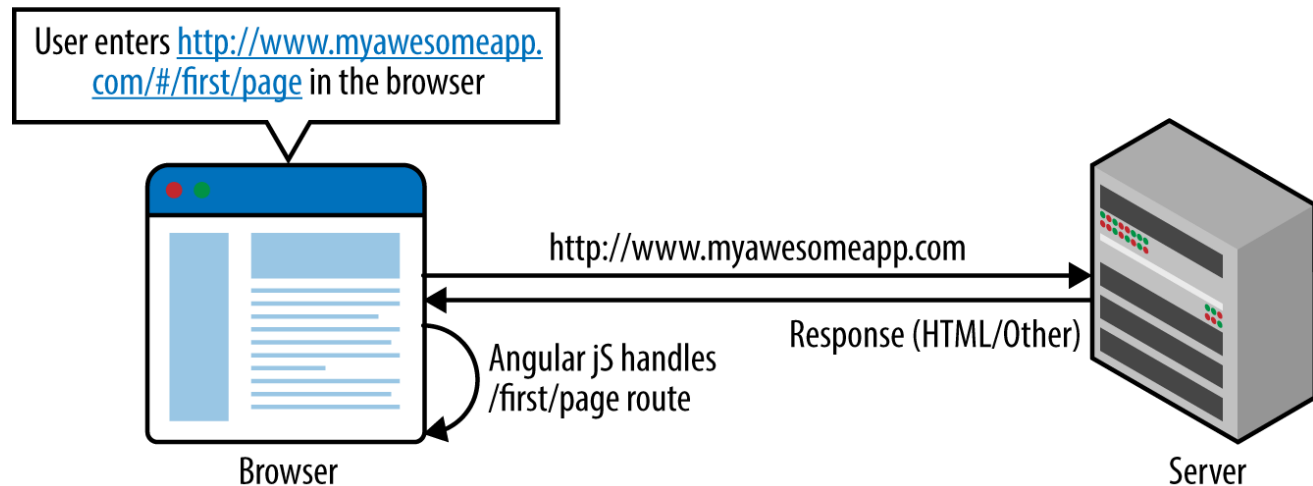 User enters http://www.myawesomeapp.
com/#/first/page in the browser
http://www.myawesomeapp.com
Response (HTML/Other)
Angular jS handles
/first/page route
Browser
Server